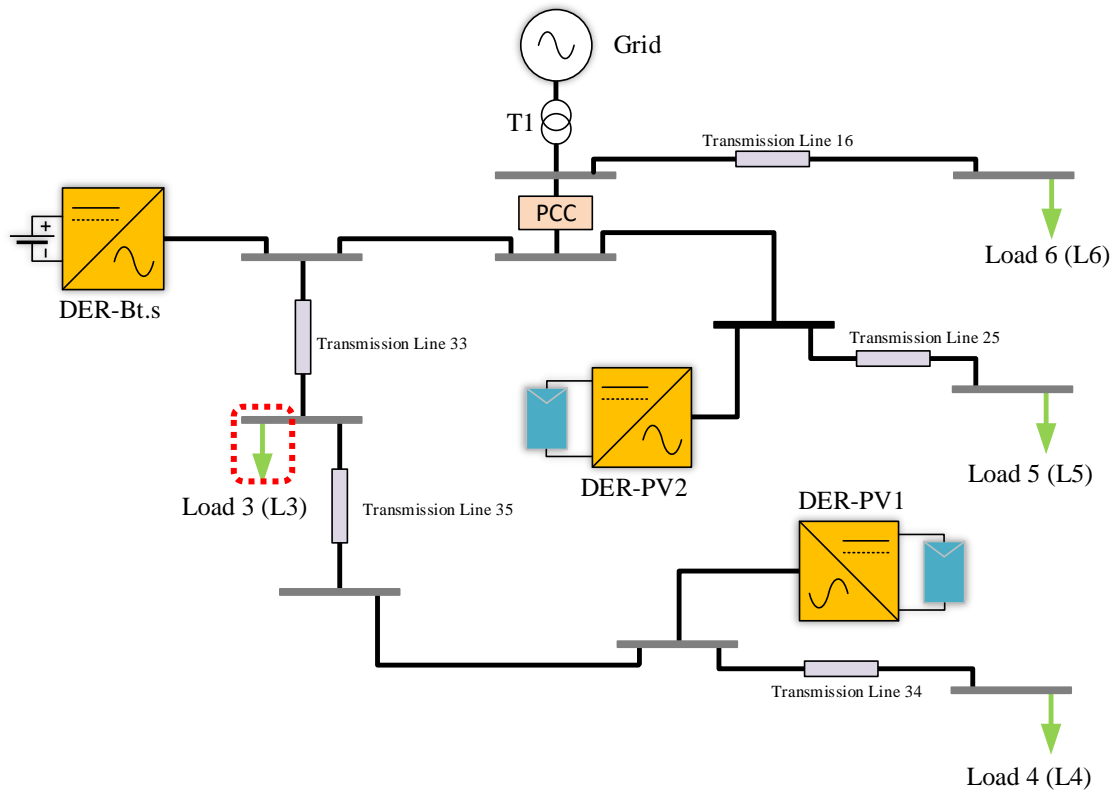 Grid
T1
Transmission Line 16
PCC
Load 6 (L6)
+
−
DER-Bt.s
Transmission Line 33
Transmission Line 25
DER-PV2
Load 5 (L5)
Load 3 (L3)
Transmission Line 35
DER-PV1
Transmission Line 34
Load 4 (L4)